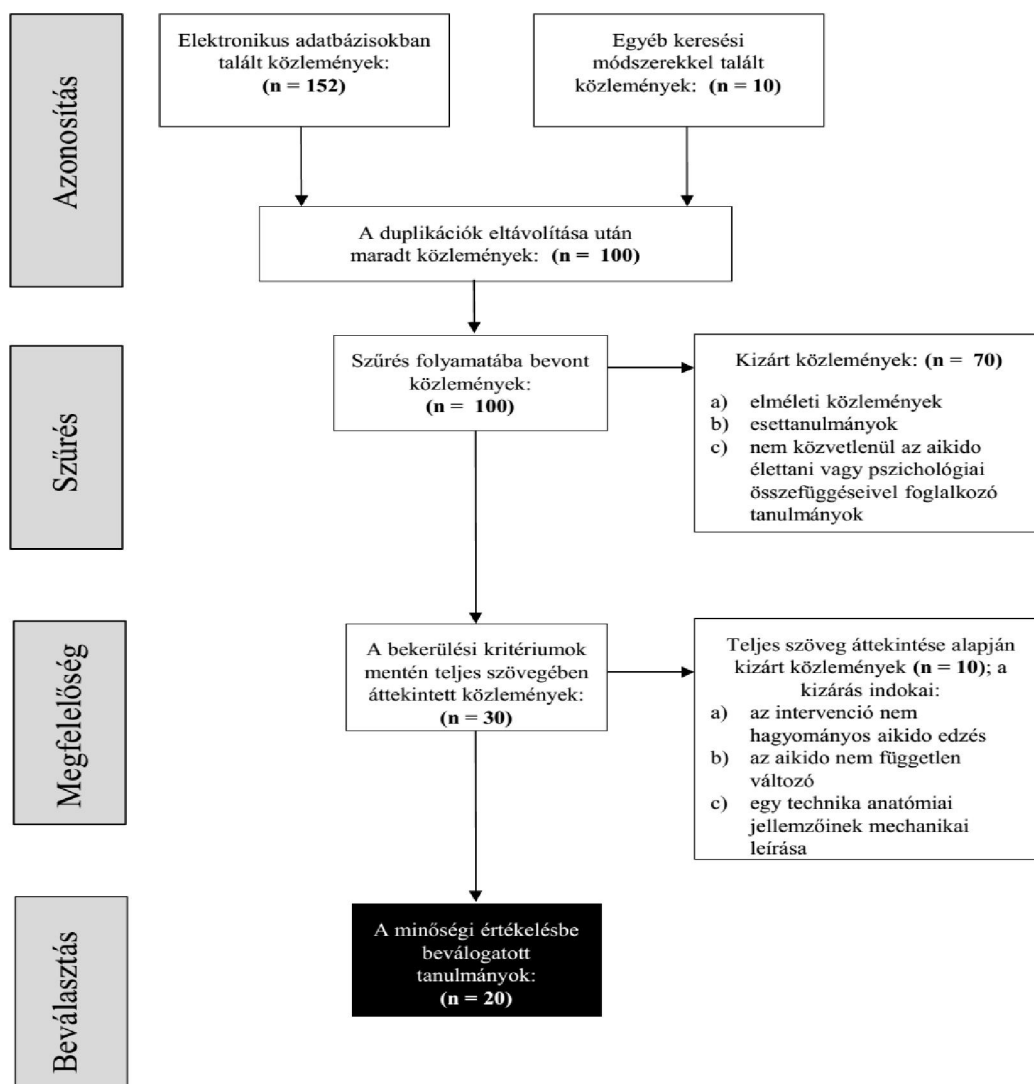 Azonosítás
Elektronikus adatbázisokban
talált közlemények:
(n = 152)
Egyéb keresési
módszerekkel talált
közlemények: (n = 10)
A duplikációk eltávolítása után
maradt közlemények: (n = 100)
Szűrés
Szűrés folyamatába bevont
közlemények:
(n = 100)
Kizárt közlemények: (n = 70)
a) elméleti közlemények
b) esettanulmányok
c) nem közvetlenül az aikido
élettani vagy pszichológiai
összefüggéseivel foglalkozó
tanulmányok
Megfelelőség
A bekerülési kritériumok
mentén teljes szövegében
áttekintett közlemények:
(n = 30)
Teljes szöveg áttekintése alapján
kizárt közlemények (n = 10); a
kizárás indokai:
a) az intervenció nem
hagyományos aikido edzés
b) az aikido nem független
változó
c) egy technika anatómiai
jellemzőinek mechanikai
leírása
Beválasztás
A minőségi értékelésbe
beválogatott
tanulmányok:
(n = 20)